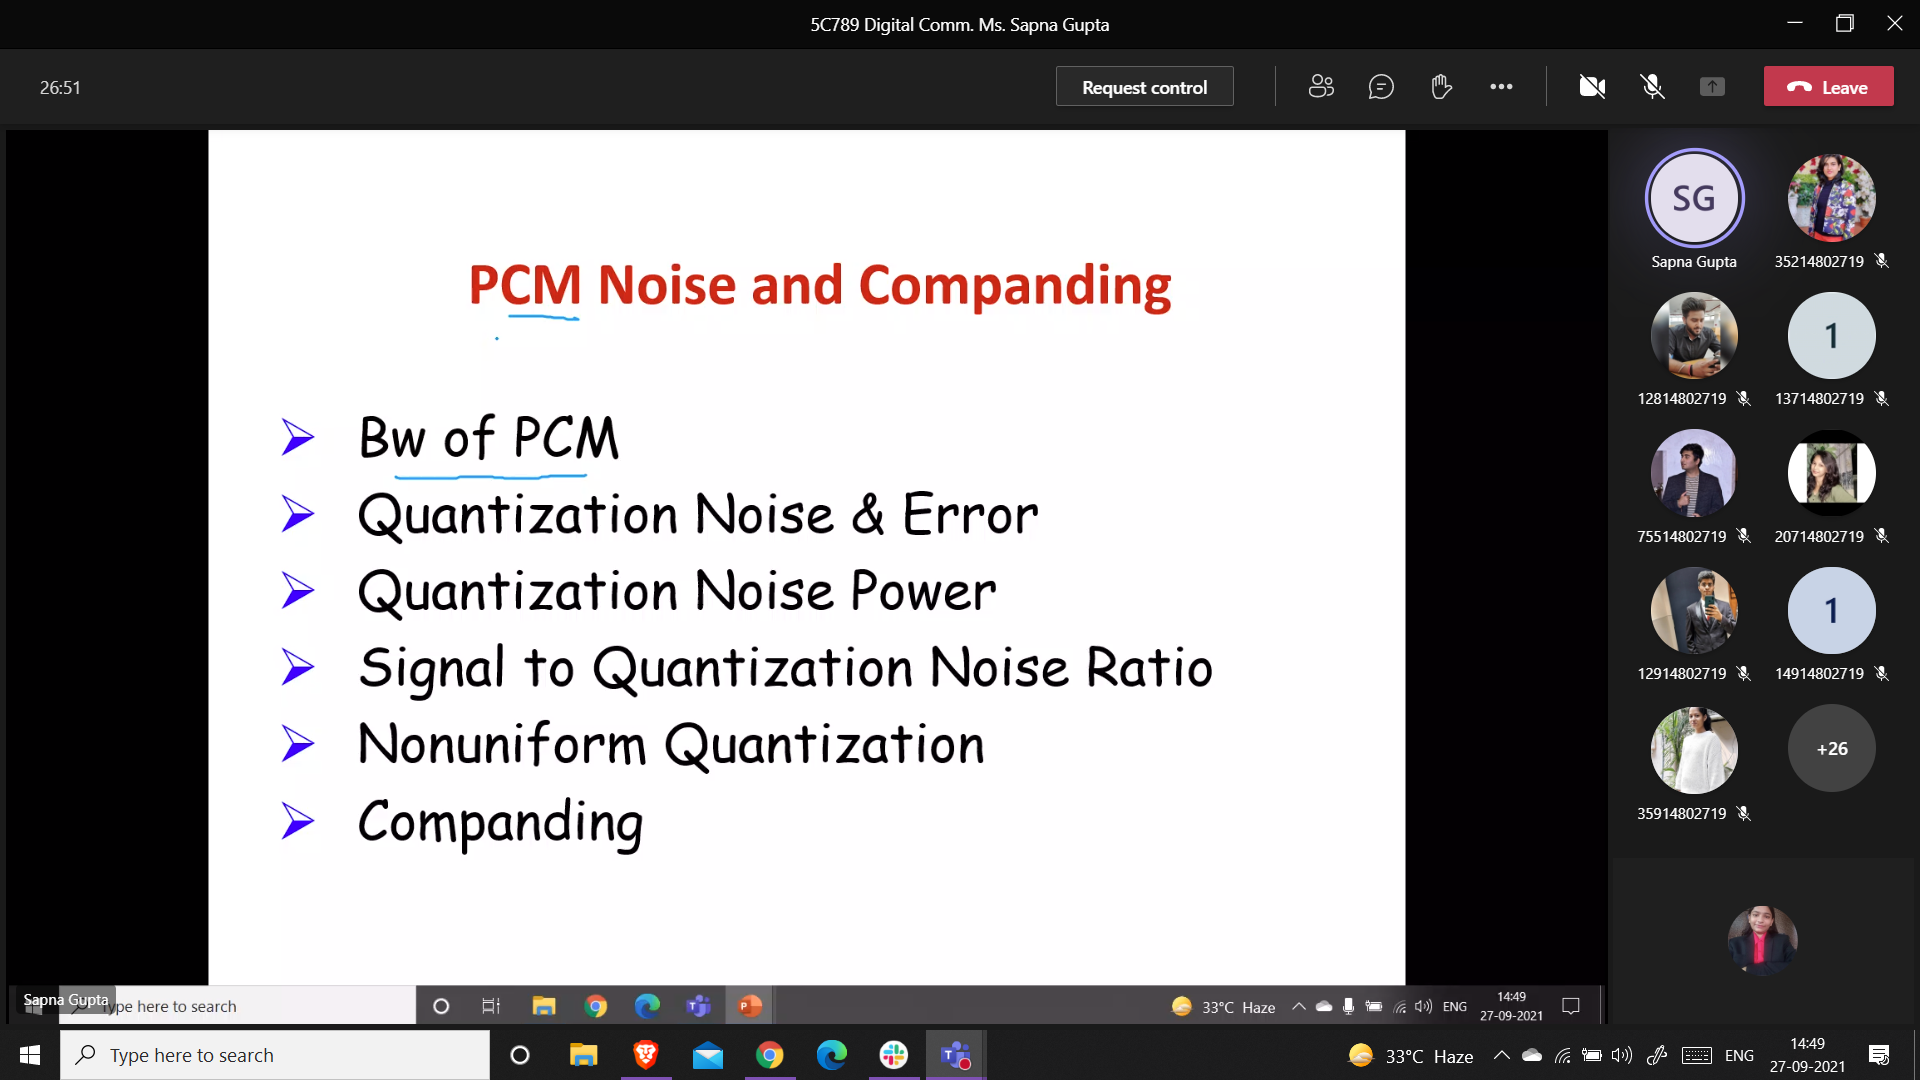 5C789 Digital Comm. Ms. Sapna Gupta
26:51
Request control
Leave
PCM Noise and Companding
Bw of PCM
Quantization Noise & Error
Quantization Noise Power
Signal to Quantization Noise Ratio
Nonuniform Quantization
Companding
SG
Sapna Gupta
35214802719
12814802719
1
13714802719
75514802719
20714802719
12914802719
1
14914802719
35914802719
+26
Sapna Gupta
Type here to search
33°C Haze
ENG
14:49
27-09-2021
Type here to search
33°C Haze
ENG
14:49
27-09-2021